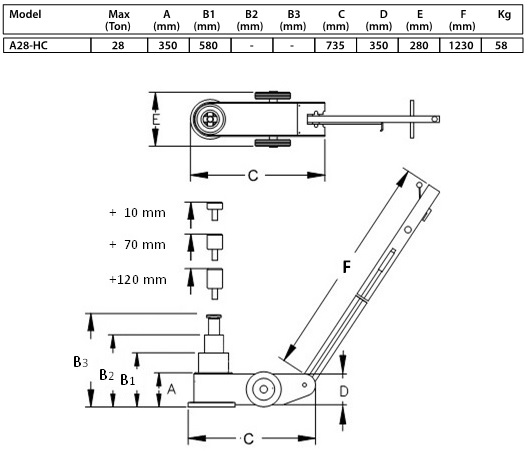 Model Max (Ton) A (mm) B1 (mm) B2 (mm) B3 (mm) C (mm) D (mm) E (mm) F (mm) Kg
A28-HC 28 350 580 - - 735 350 280 1230 58
E
C
+ 10 mm
+ 70 mm
+120 mm
F
B3
B2
B1
A
D
C